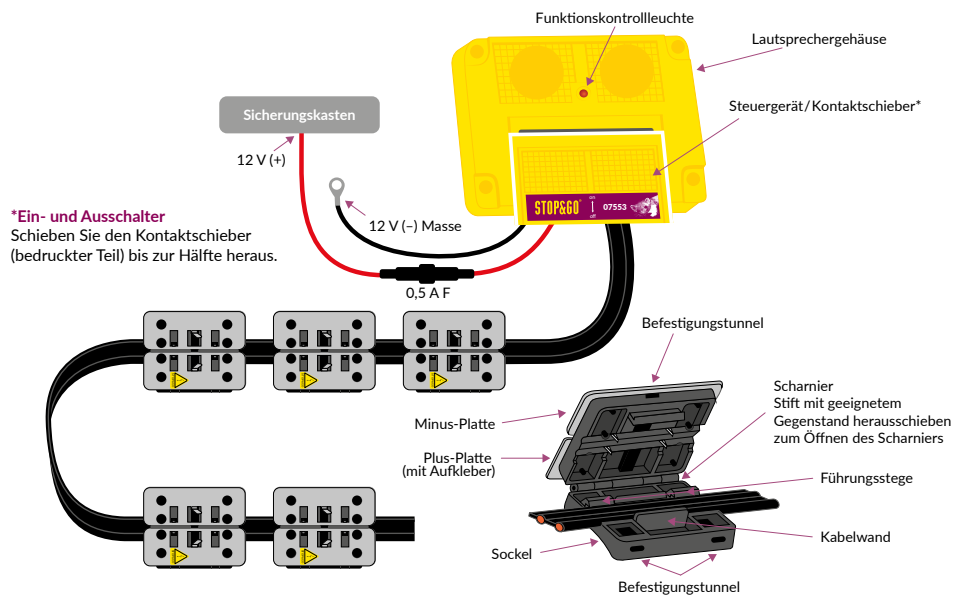 Funktionskontrollleuchte
Lautsprechergehäuse
Sicherungskasten
Steuergerät/Kontaktschieber*
12 V (+)
STOP&GO®
on
off
07553
*Ein- und Ausschalter
Schieben Sie den Kontaktschieber
(bedruckter Teil) bis zur Hälfte heraus.
12 V (–) Masse
0,5 A F
Befestigungstunnel
Scharnier
Stift mit geeignetem
Gegenstand herausschieben
zum Öffnen des Scharniers
Minus-Platte
Plus-Platte
(mit Aufkleber)
Führungsstege
Kabelwand
Sockel
Befestigungstunnel